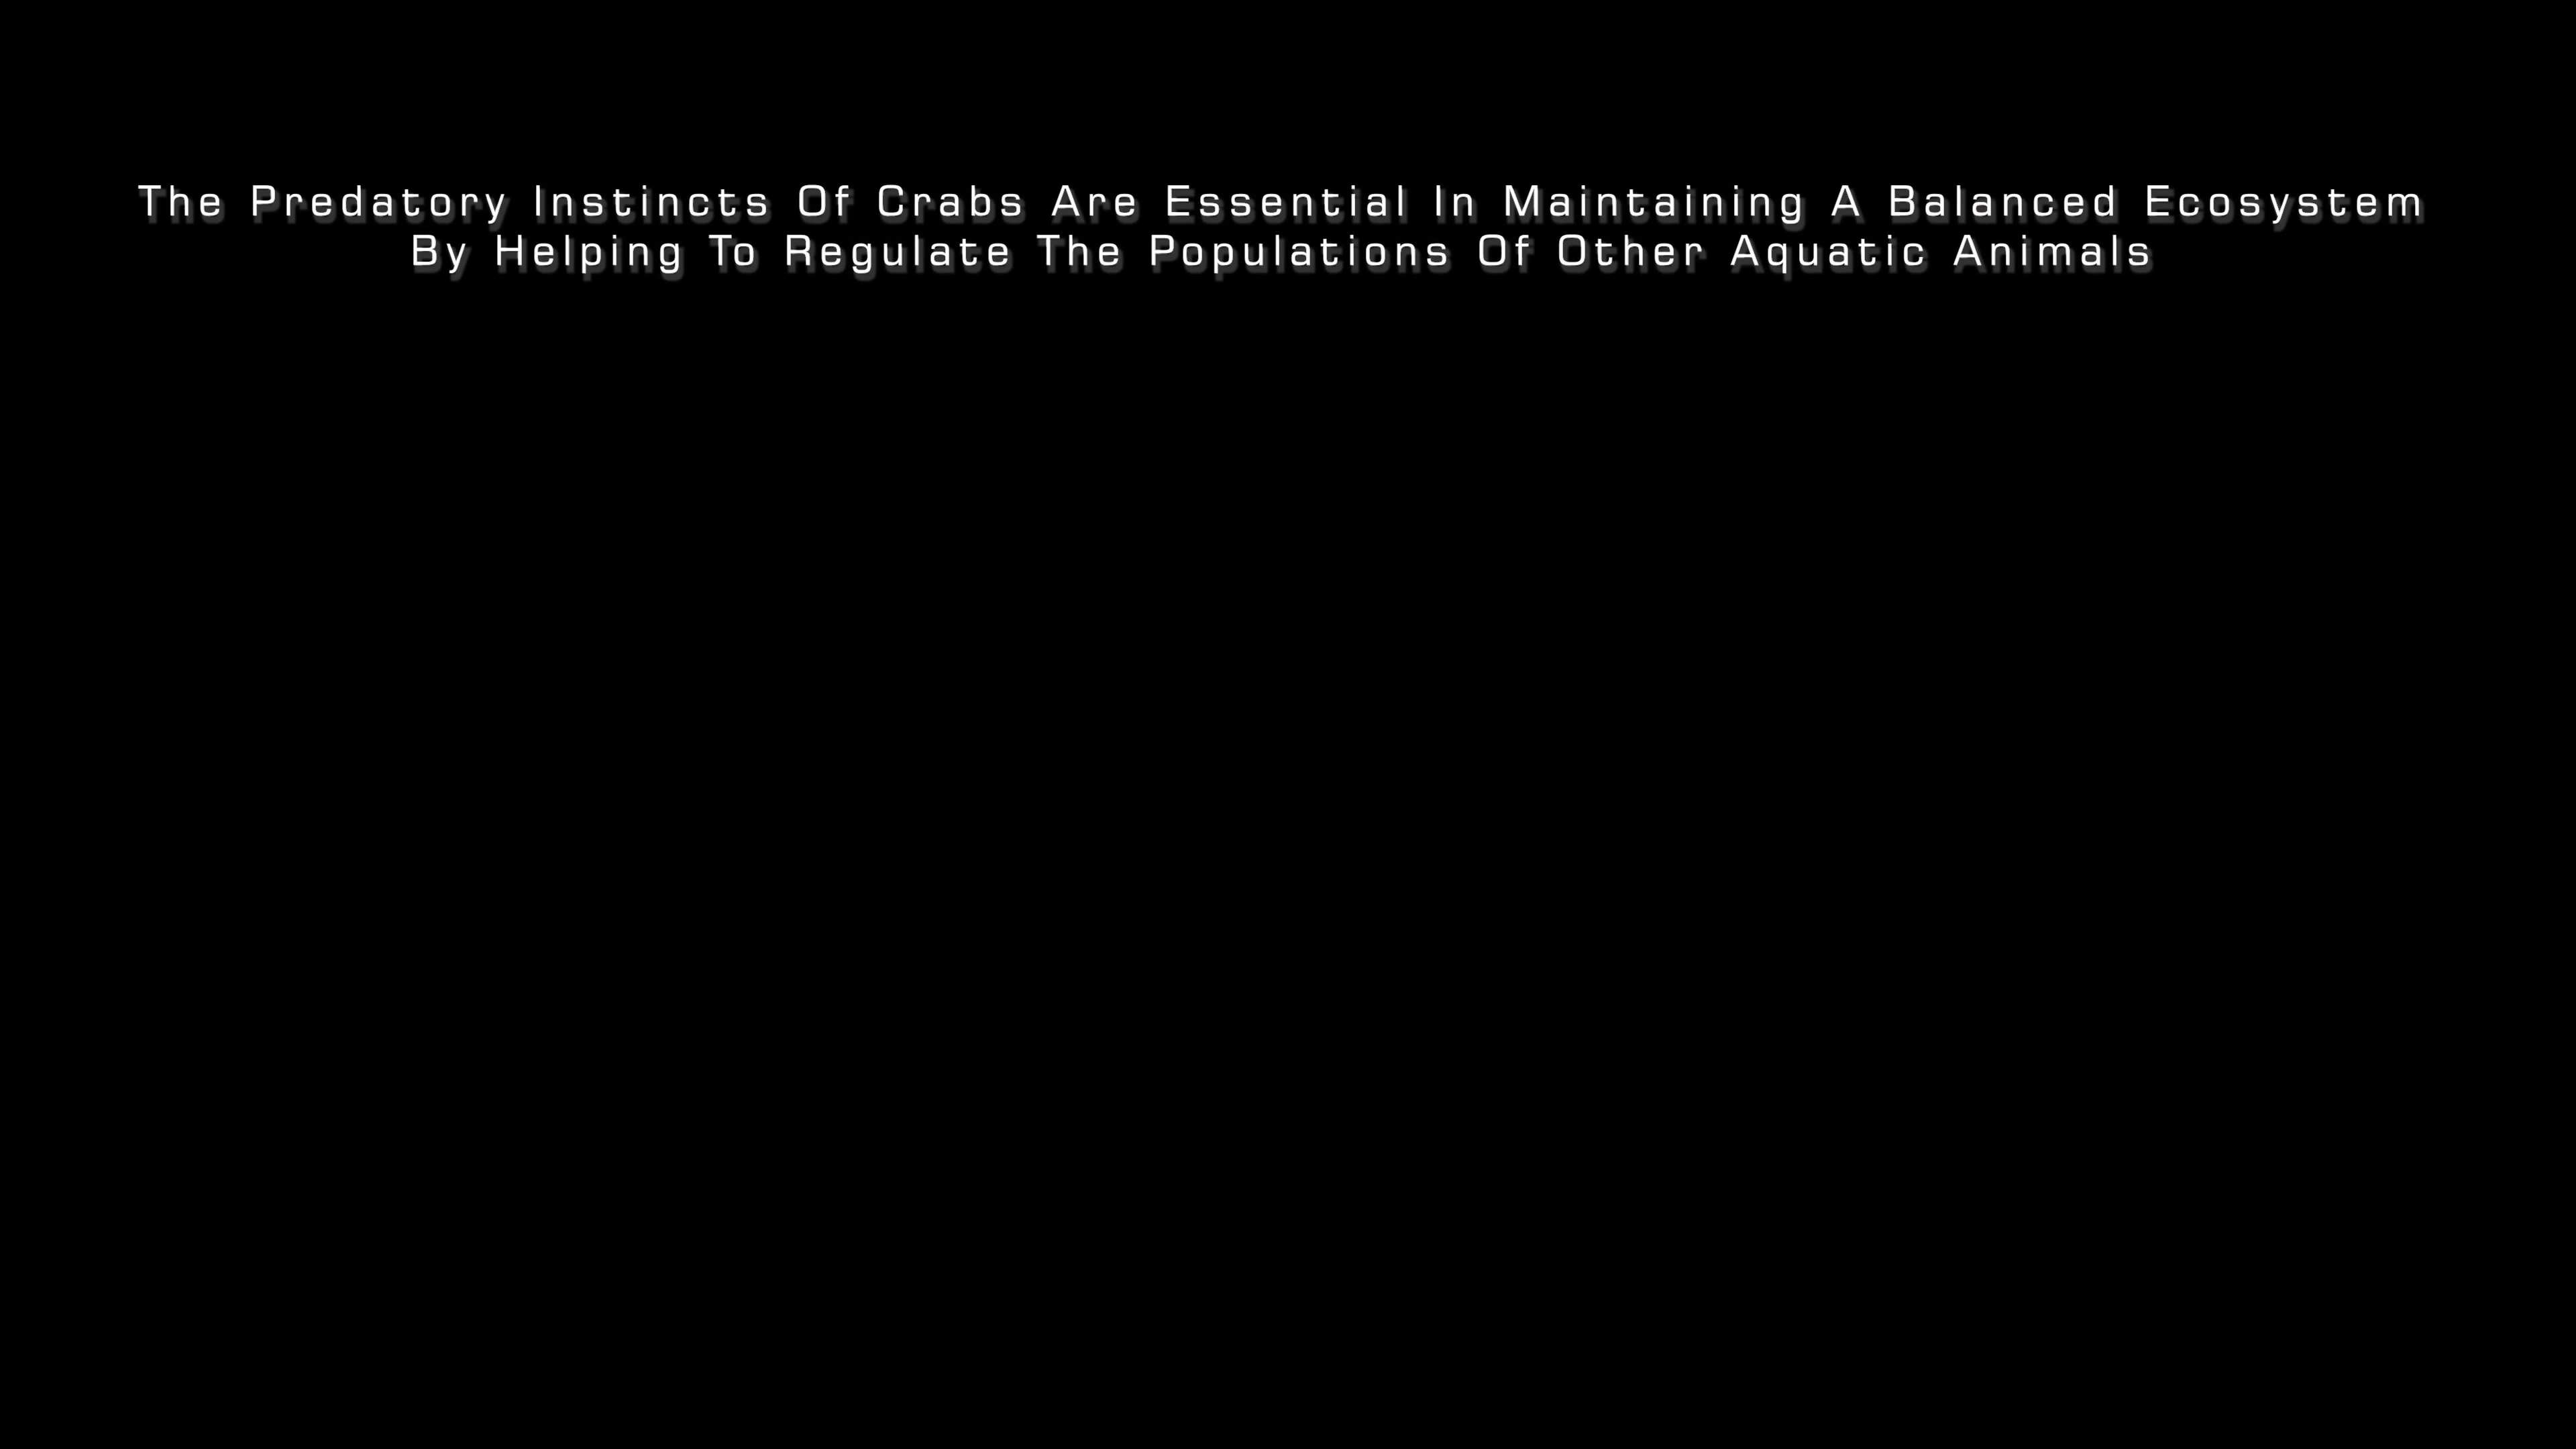 The Predatory Instincts Of Crabs Are Essential In Maintaining A Balanced Ecosystem
By Helping To Regulate The Populations Of Other Aquatic Animals